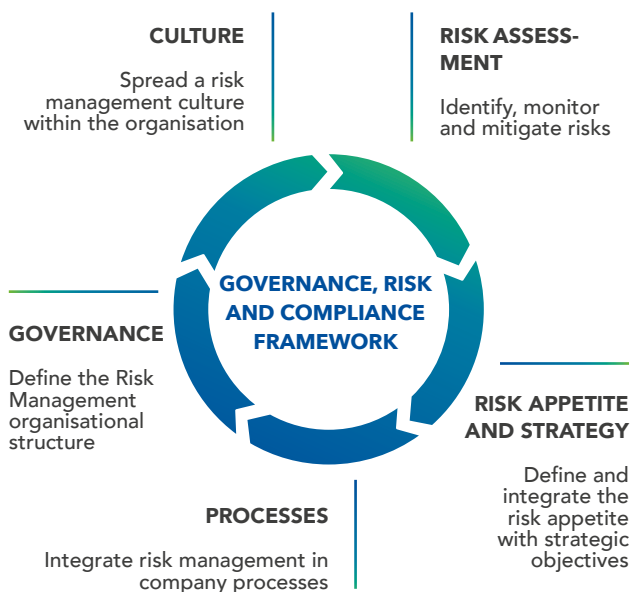 CULTURE
Spread a risk
management culture
within the organisation
RISK ASSESS-
MENT
Identify, monitor
and mitigate risks
GOVERNANCE, RISK
AND COMPLIANCE
FRAMEWORK
GOVERNANCE
Define the Risk
Management
organisational
structure
RISK APPETITE
AND STRATEGY
Define and
integrate the
risk appetite
with strategic
objectives
PROCESSES
Integrate risk management in
company processes